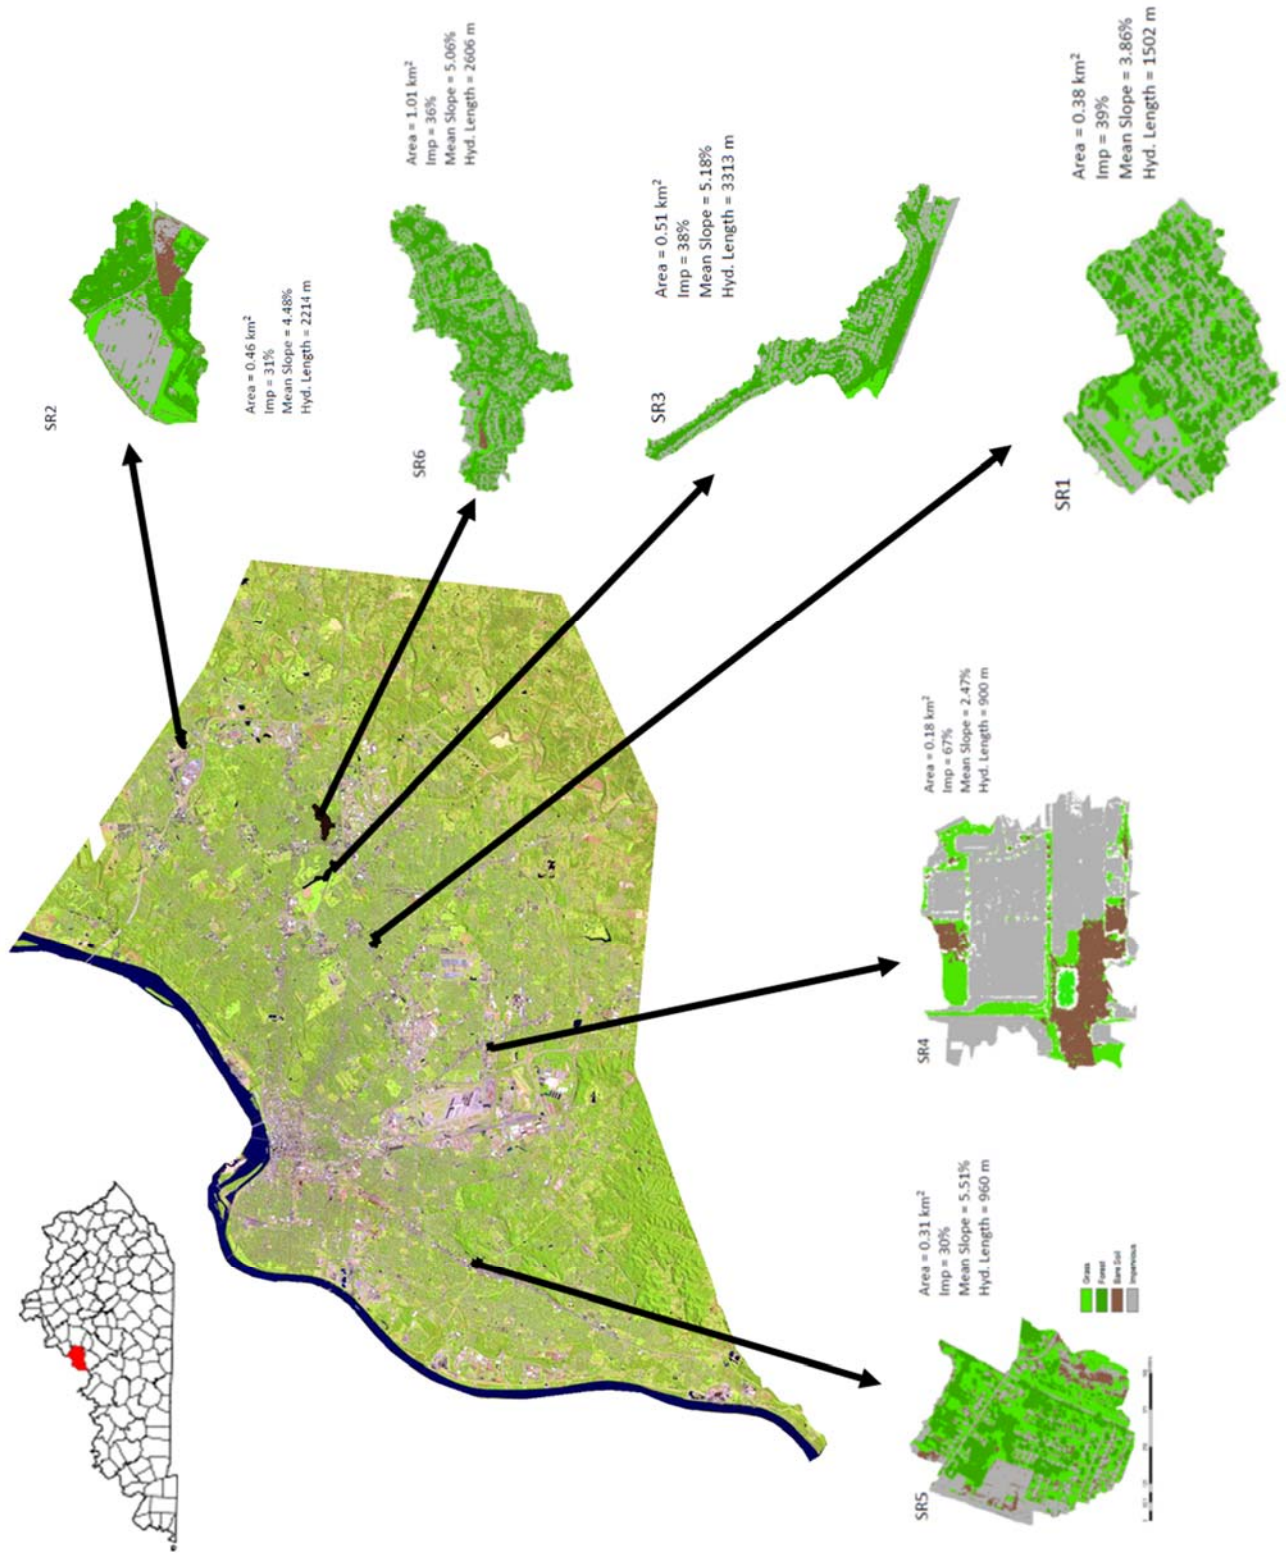 SR2
Area = 0.46 km²
Imp = 31%
Mean Slope = 4.48%
Hyd. Length = 2214 m
SR6
Area = 1.01 km²
Imp = 36%
Mean Slope = 5.06%
Hyd. Length = 2606 m
SR3
Area = 0.51 km²
Imp = 38%
Mean Slope = 5.18%
Hyd. Length = 3313 m
SR1
Area = 0.38 km²
Imp = 39%
Mean Slope = 3.86%
Hyd. Length = 1502 m
SR4
Area = 0.18 km²
Imp = 67%
Mean Slope = 2.47%
Hyd. Length = 900 m
SR5
Area = 0.31 km²
Imp = 30%
Mean Slope = 5.51%
Hyd. Length = 960 m
Grass
Forest
Bare Soil
Impervious